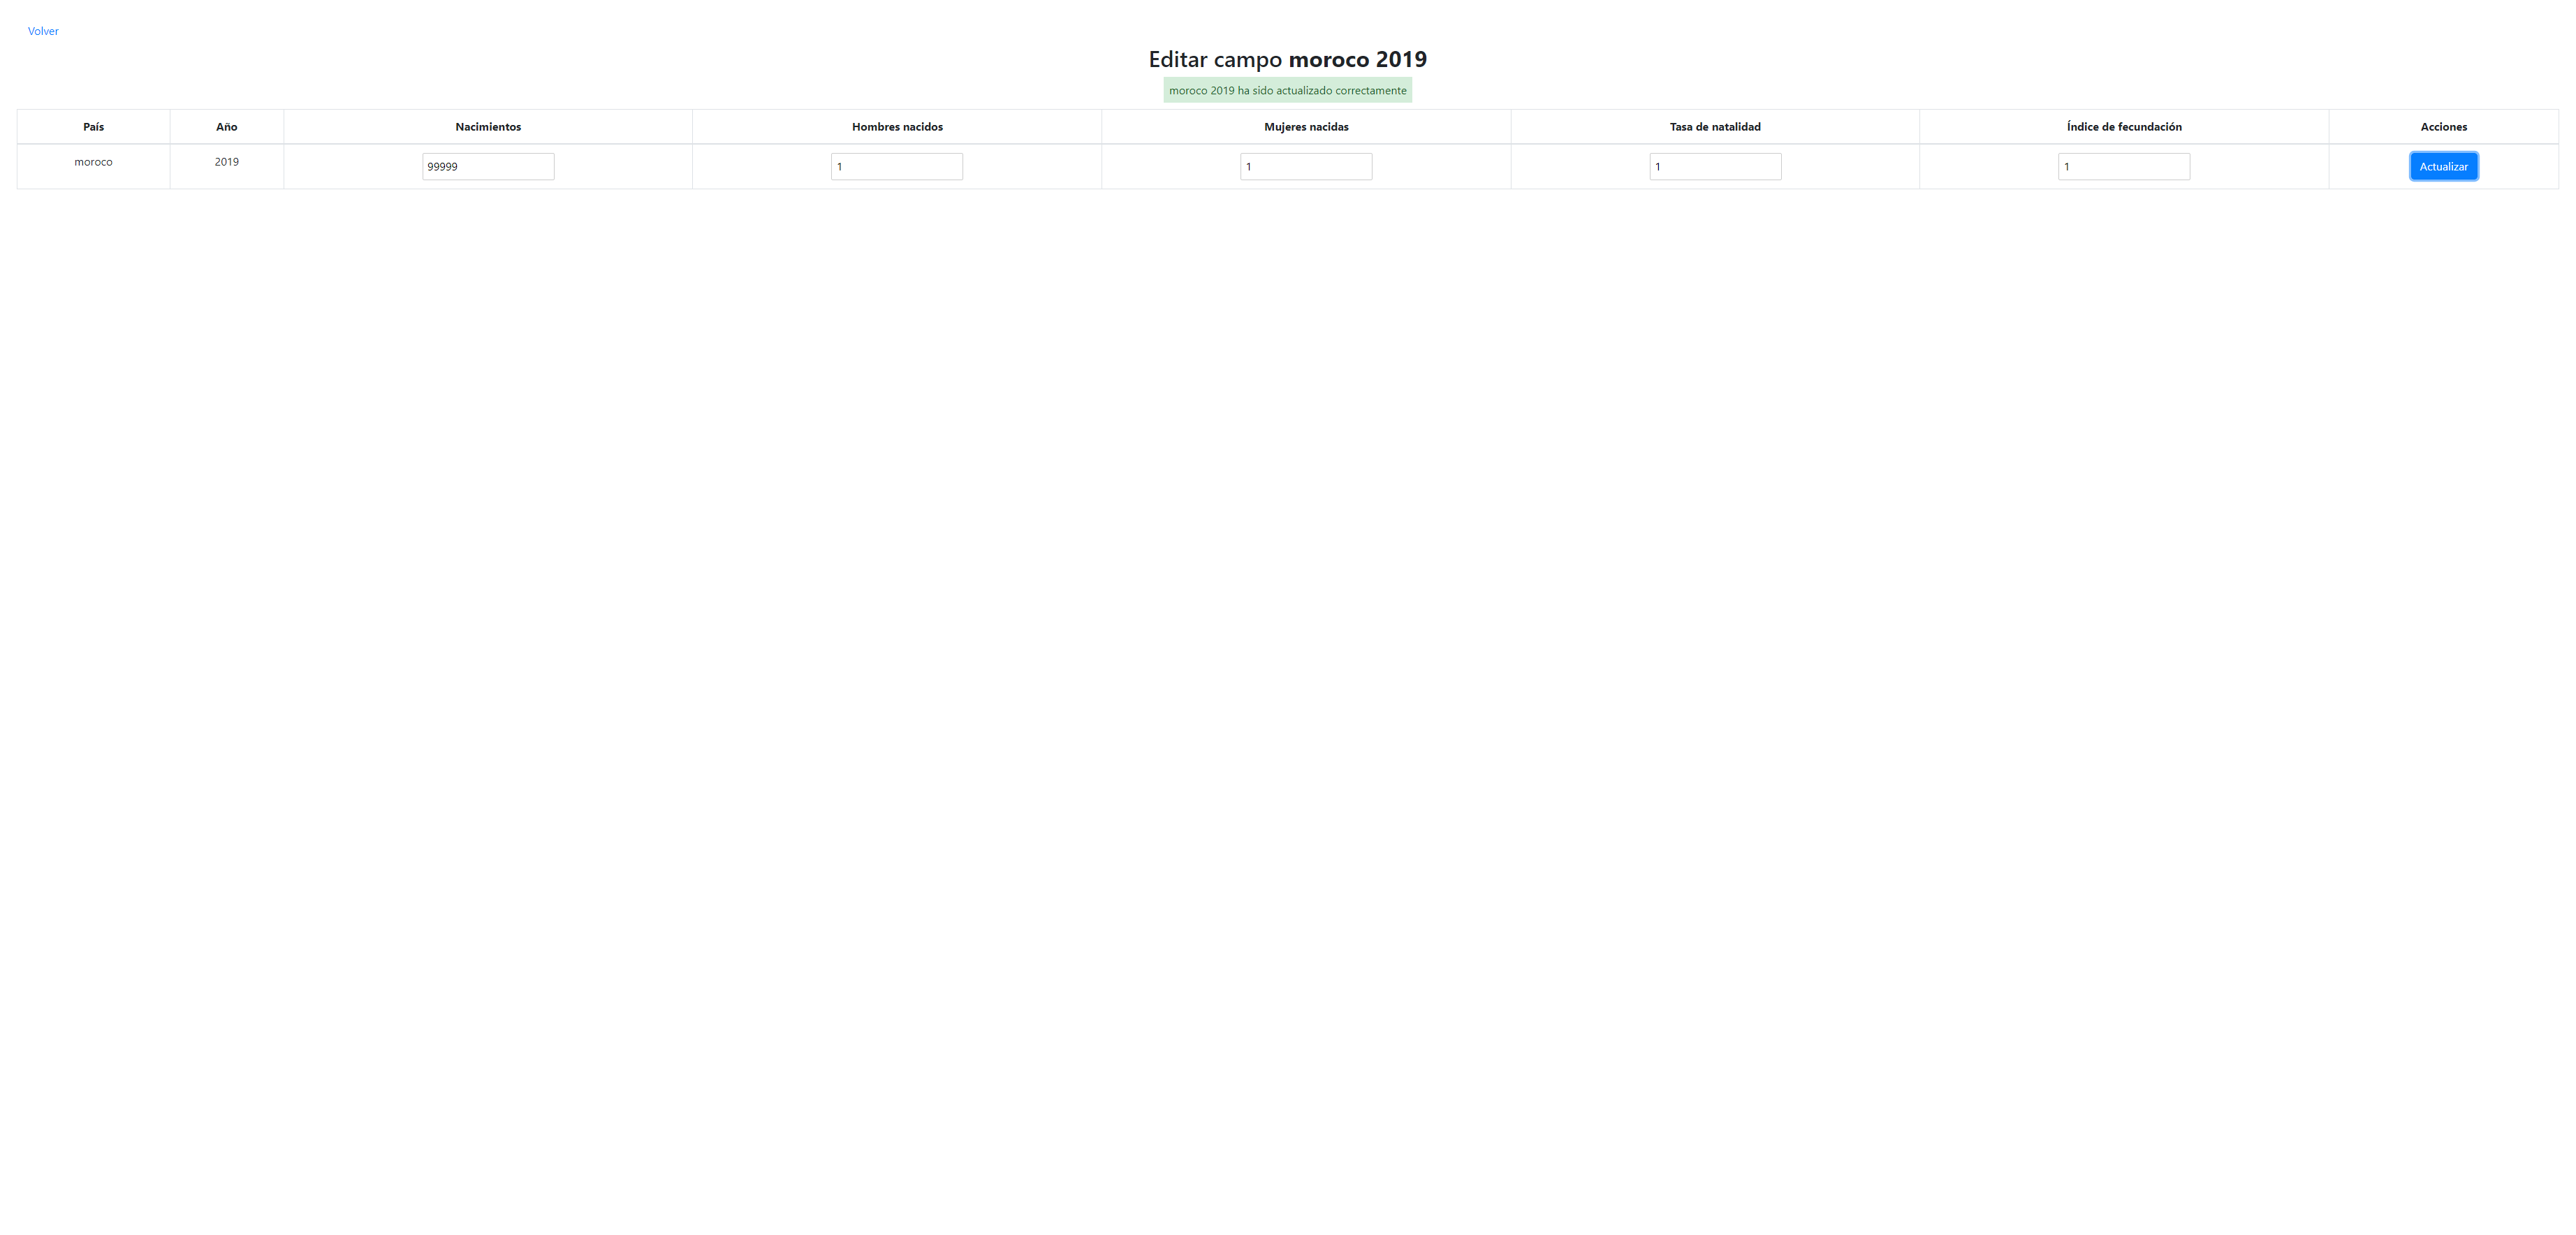 Volver
Editar campo moroco 2019
moroco 2019 ha sido actualizado correctamente
País Año Nacimientos Hombres nacidos Mujeres nacidas Tasa de natalidad Índice de fecundación Acciones
moroco 2019 99999 1 1 1 1 Actualizar